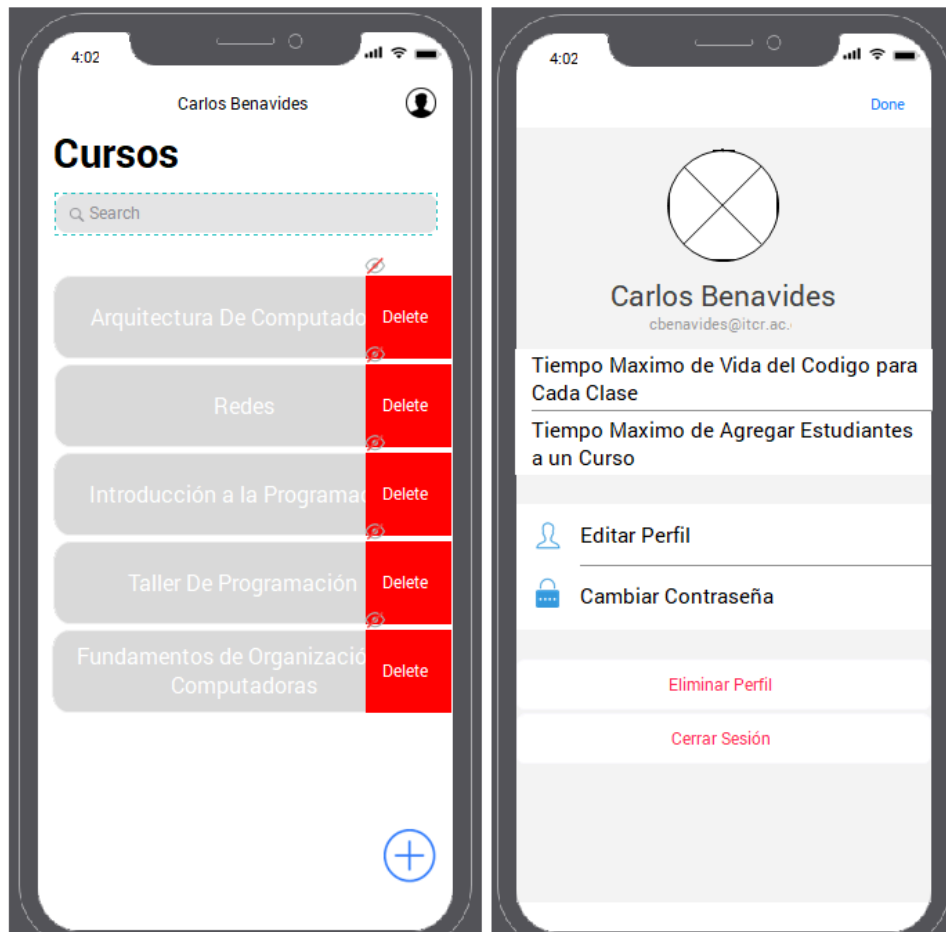 4:02
Carlos Benavides
Cursos
Search
Arquitectura De Computado
Delete
Redes
Delete
Introducción a la Programac
Delete
Taller De Programación
Delete
Fundamentos de Organizació
Computadoras
Delete
4:02
Done
Carlos Benavides
cbenavides@itcr.ac.
Tiempo Maximo de Vida del Codigo para
Cada Clase
Tiempo Maximo de Agregar Estudiantes
a un Curso
Editar Perfil
Cambiar Contraseña
Eliminar Perfil
Cerrar Sesión